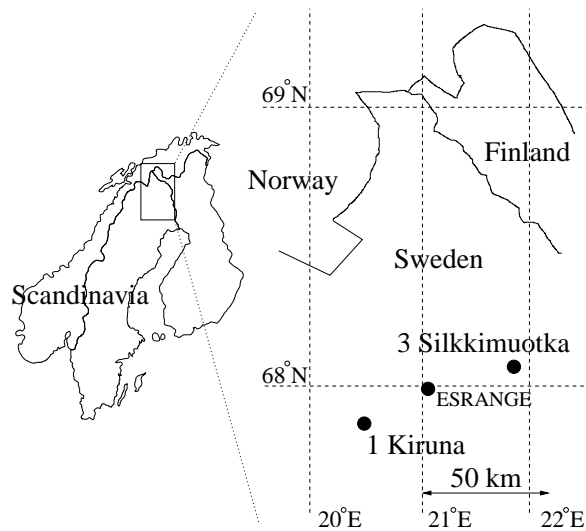 69°N
Norway
Finland
Sweden
Scandinavia
3 Silkkimuotka
68°N
ESRANGE
1 Kiruna
50 km
20°E
21°E
22°E